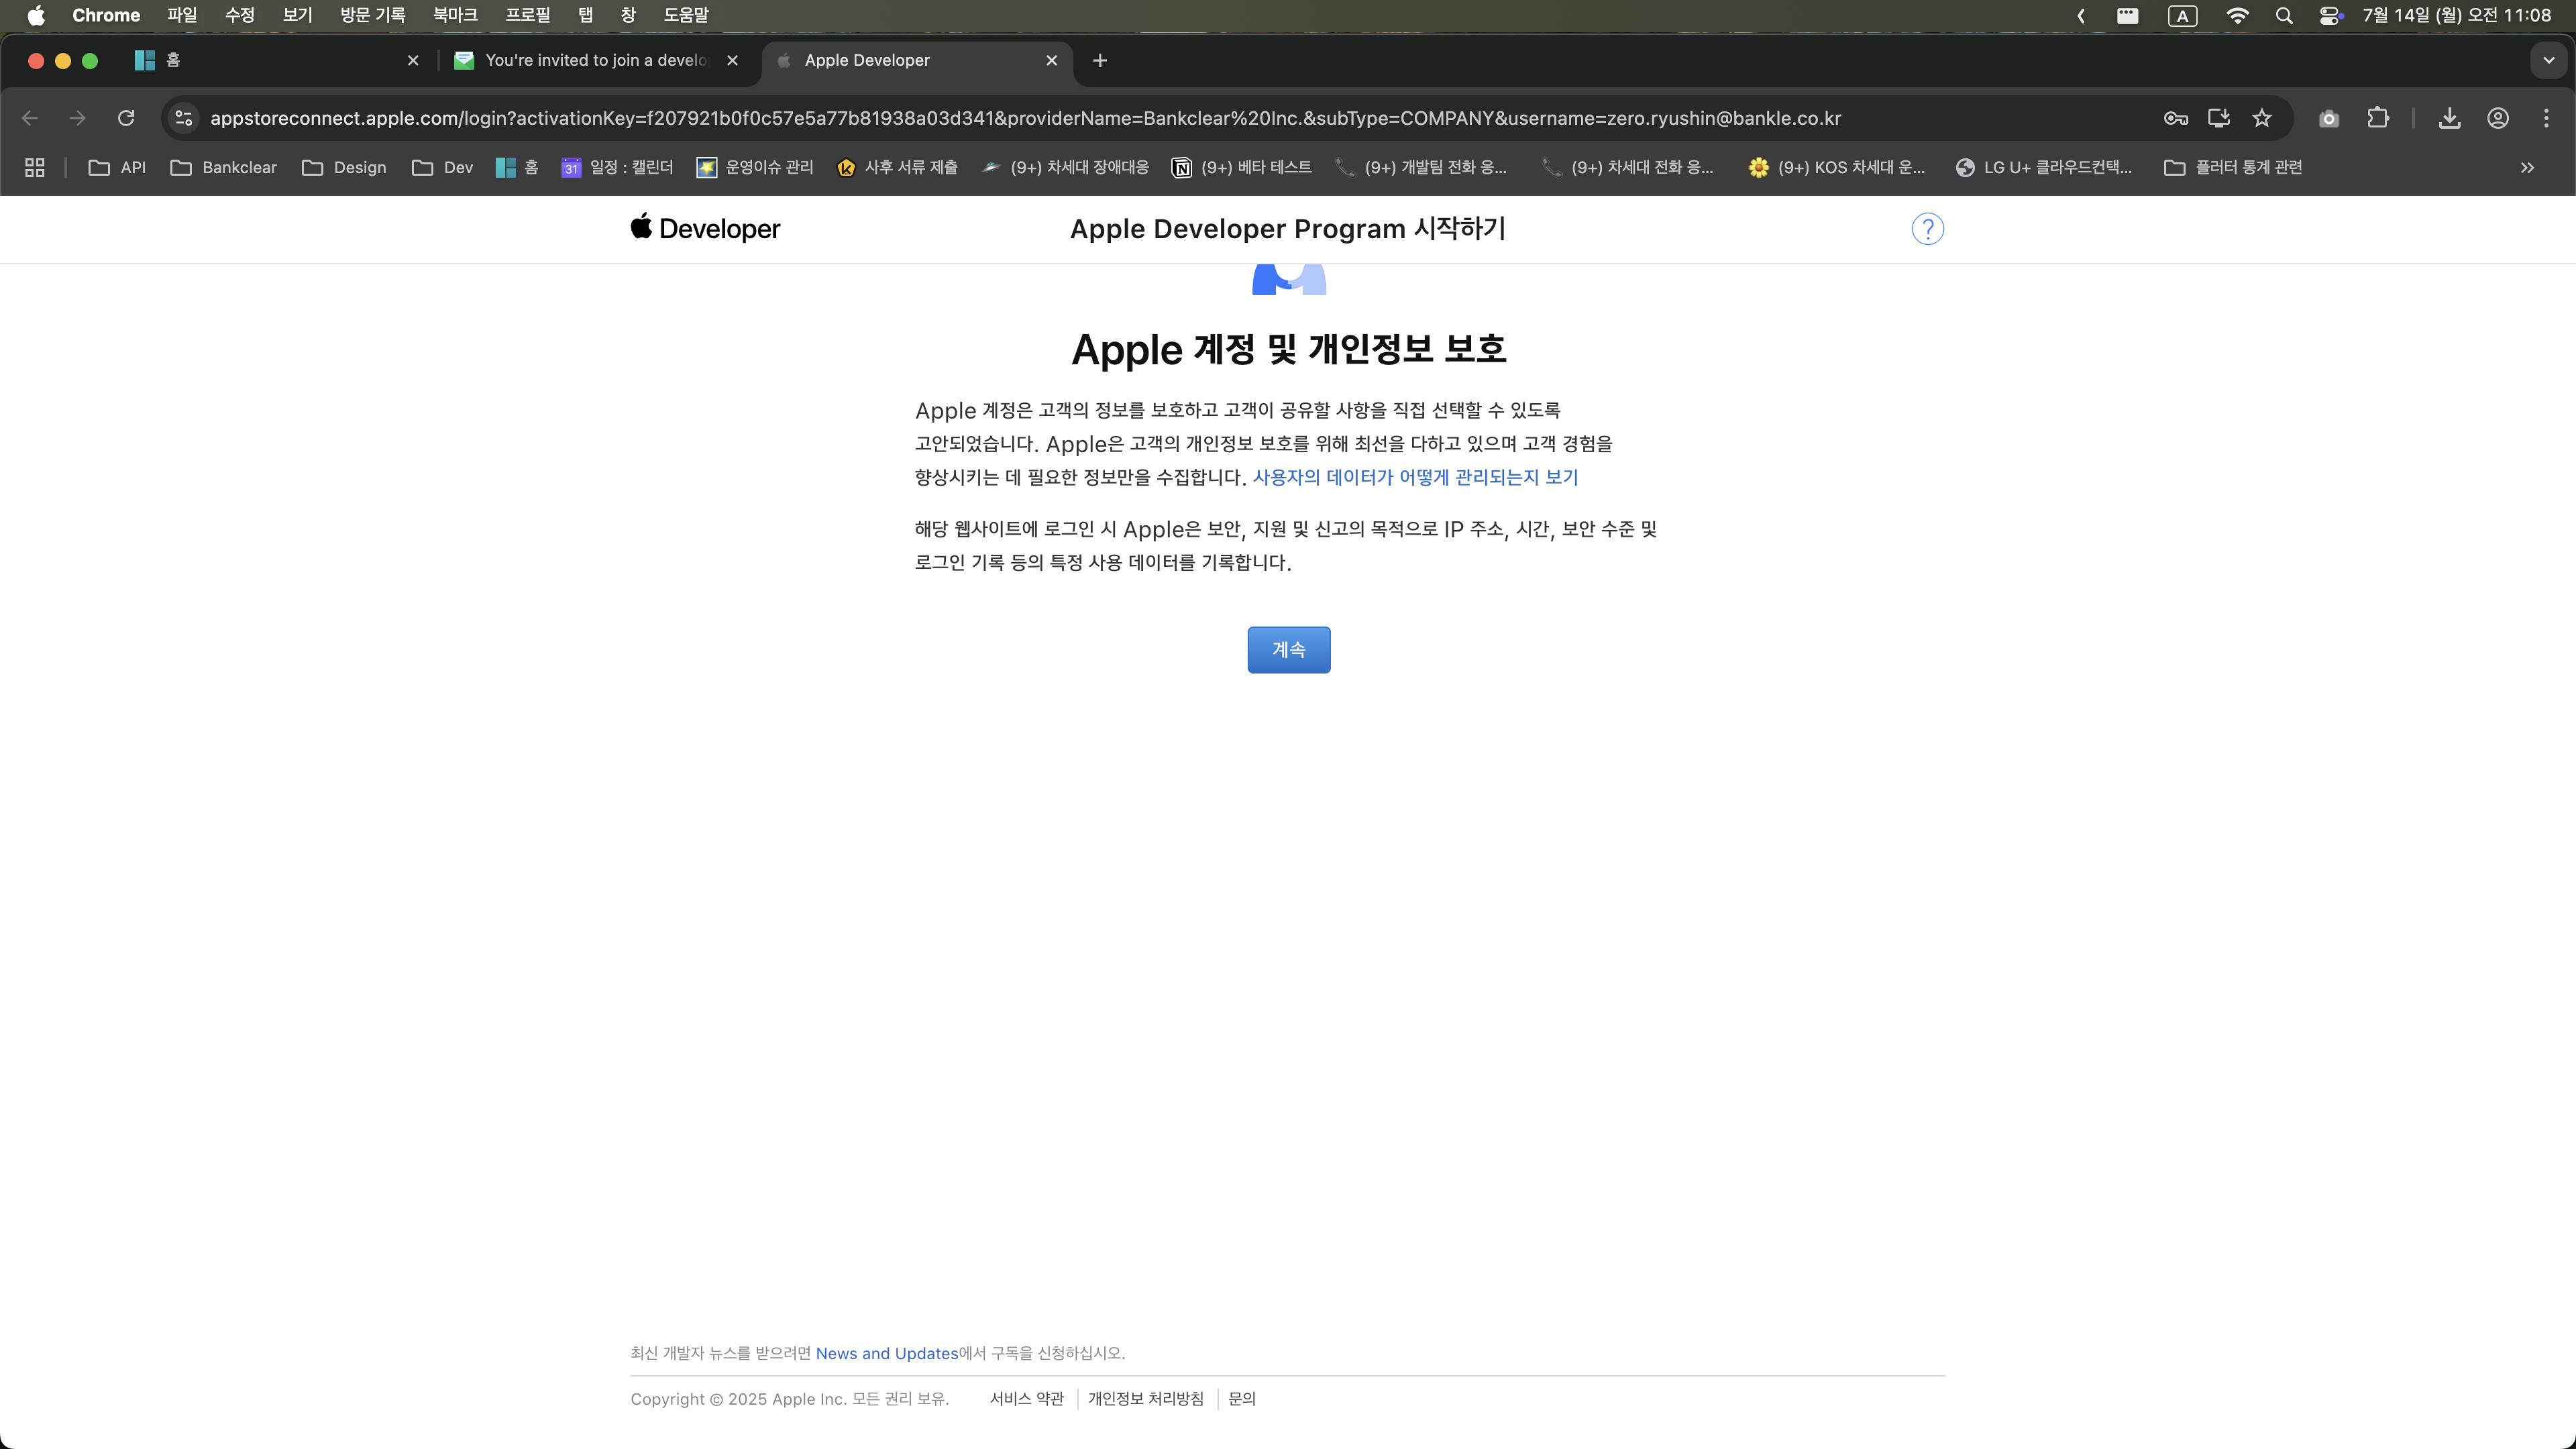 Chrome 파일 수정 보기 방문 기록 북마크 프로필 탭 창 도움말 A 7월 14일 (월) 오전 11:08
홈 You're invited to join a develo Apple Developer
appstoreconnect.apple.com/login?activationKey=f207921b0f0c57e5a77b81938a03d341&providerName=Bankclear%20Inc.&subType=COMPANY&username=zero.ryushin@bankle.co.kr
API Bankclear Design Dev 홈 31 일정 : 캘린더 운영이슈 관리 k 사후 서류 제출 (9+) 차세대 장애대응 N (9+) 베타 테스트 (9+) 개발팀 전화 응... (9+) 차세대 전화 응... (9+) KOS 차세대 운... LG U+ 클라우드컨택... 플러터 통계 관련
Developer Apple Developer Program 시작하기 ?
Apple 계정 및 개인정보 보호
Apple 계정은 고객의 정보를 보호하고 고객이 공유할 사항을 직접 선택할 수 있도록
고안되었습니다. Apple은 고객의 개인정보 보호를 위해 최선을 다하고 있으며 고객 경험을
향상시키는 데 필요한 정보만을 수집합니다. 사용자의 데이터가 어떻게 관리되는지 보기
해당 웹사이트에 로그인 시 Apple은 보안, 지원 및 신고의 목적으로 IP 주소, 시간, 보안 수준 및
로그인 기록 등의 특정 사용 데이터를 기록합니다.
계속
최신 개발자 뉴스를 받으려면 News and Updates에서 구독을 신청하십시오.
Copyright © 2025 Apple Inc. 모든 권리 보유. 서비스 약관 개인정보 처리방침 문의